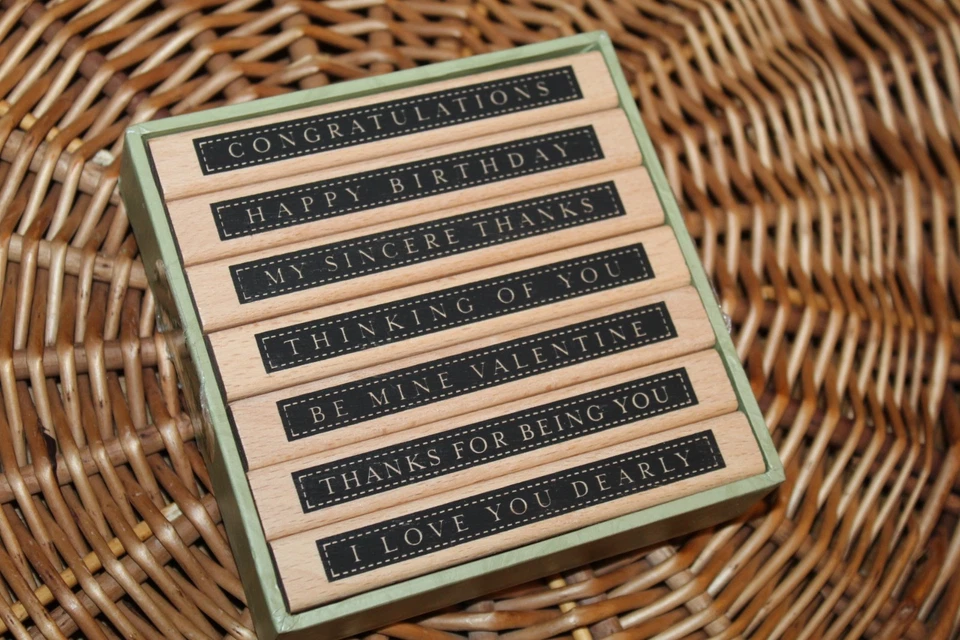 CONGRATULATIONS
HAPPY BIRTHDAY
MY SINCERE THANKS
THINKING OF YOU
BE MINE VALENTINE
THANKS FOR BEING YOU
I LOVE YOU DEARLY